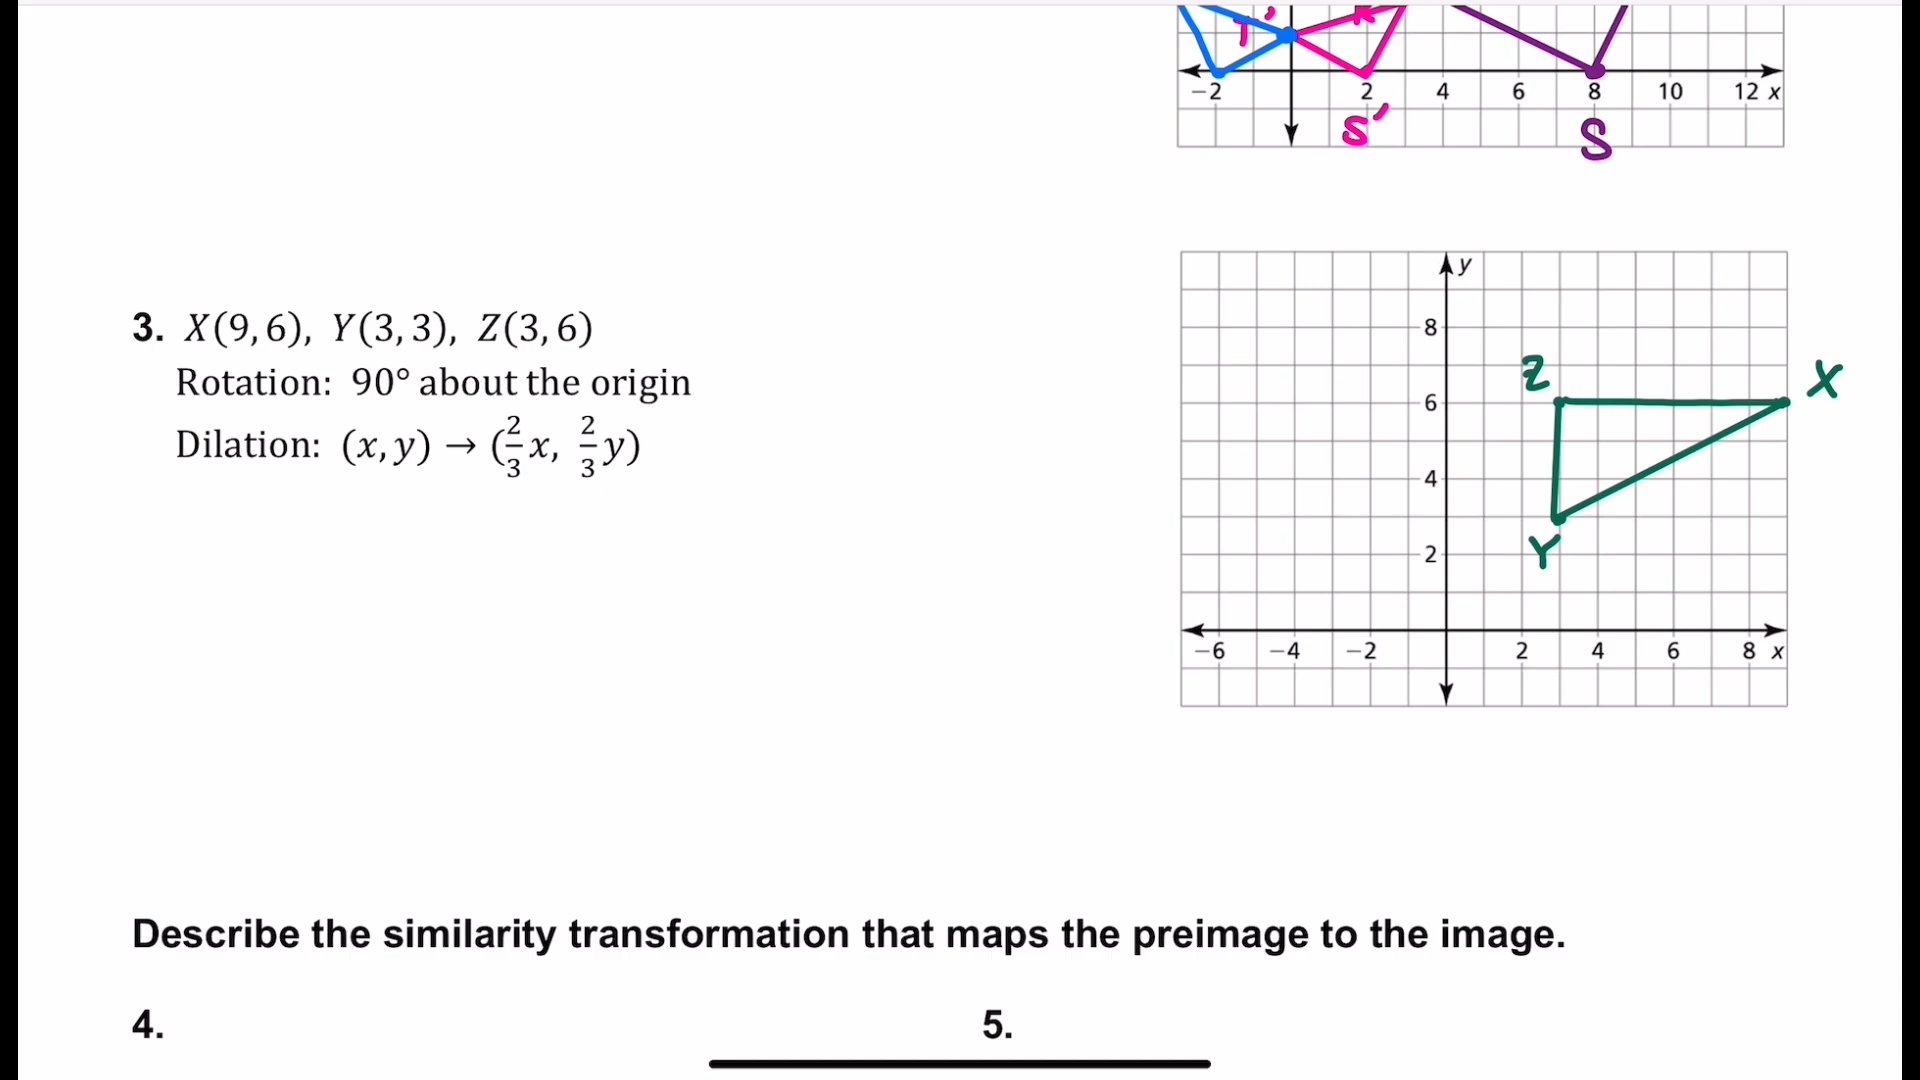 T′
−2 2 4 6 8 10 12 x
S′ S
y
8
3. X(9, 6), Y(3, 3), Z(3, 6)
Z X
Rotation: 90° about the origin
6
Dilation: (x, y) → (2/3 x, 2/3 y)
4
Y
2
−6 −4 −2 2 4 6 8 x
Describe the similarity transformation that maps the preimage to the image.
4. 5.